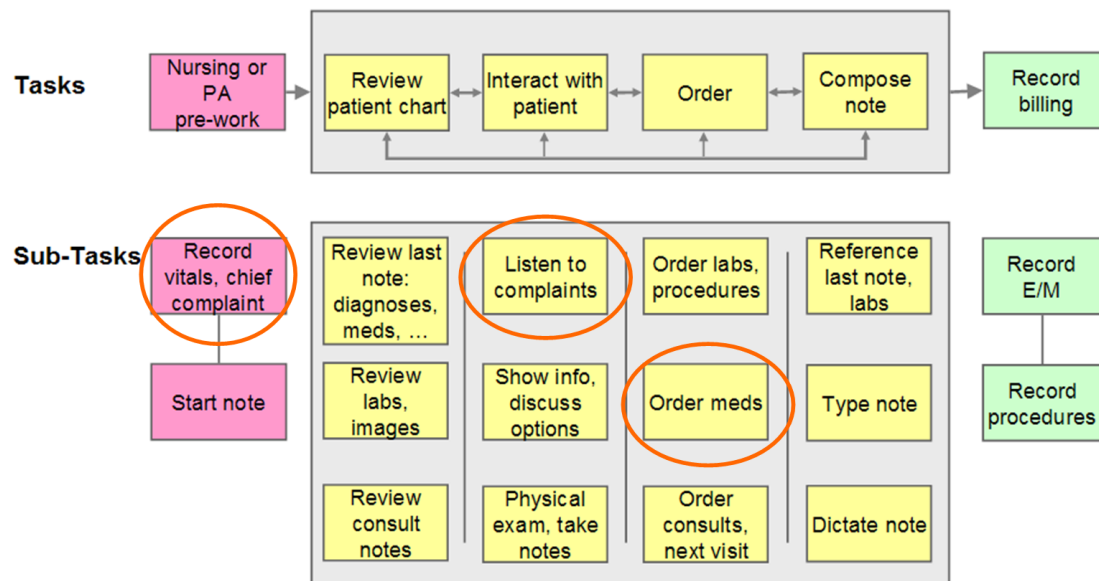 Tasks
Nursing or
PA
pre-work
Review
patient chart
Interact with
patient
Order
Compose
note
Record
billing
Sub-Tasks
Record
vitals, chief
complaint
Start note
Review last
note:
diagnoses,
meds, …
Review
labs,
images
Review
consult
notes
Listen to
complaints
Show info,
discuss
options
Physical
exam, take
notes
Order labs,
procedures
Order meds
Order
consults,
next visit
Reference
last note,
labs
Type note
Dictate note
Record
E/M
Record
procedures